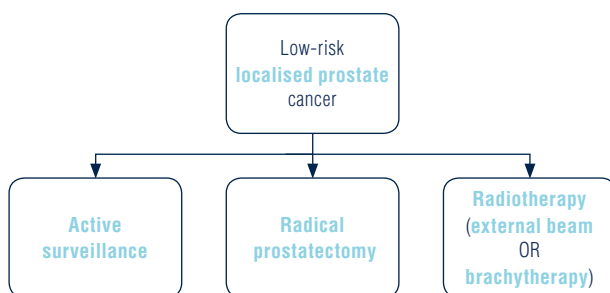 Low-risk
localised prostate
cancer
Active
surveillance
Radical
prostatectomy
Radiotherapy
(external beam
OR
brachytherapy)